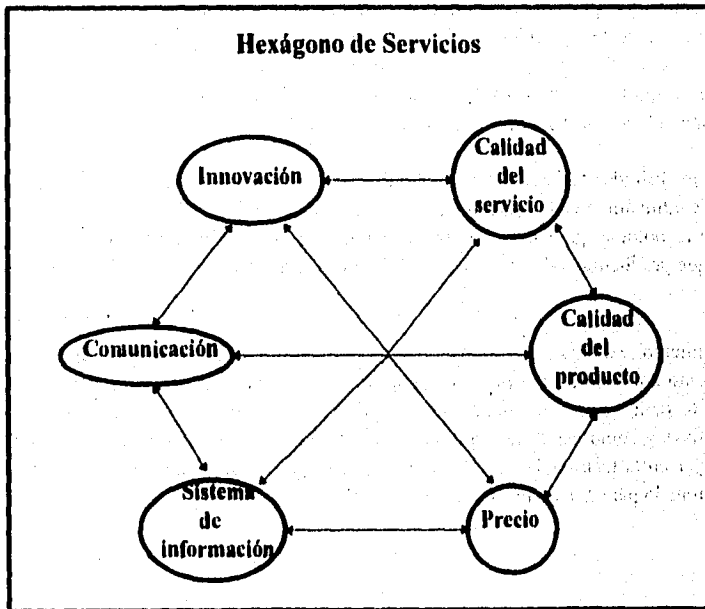 Hexágono de Servicios
Innovación
Calidad
del
servicio
Comunicación
Calidad
del
producto
Sistema
de
información
Precio